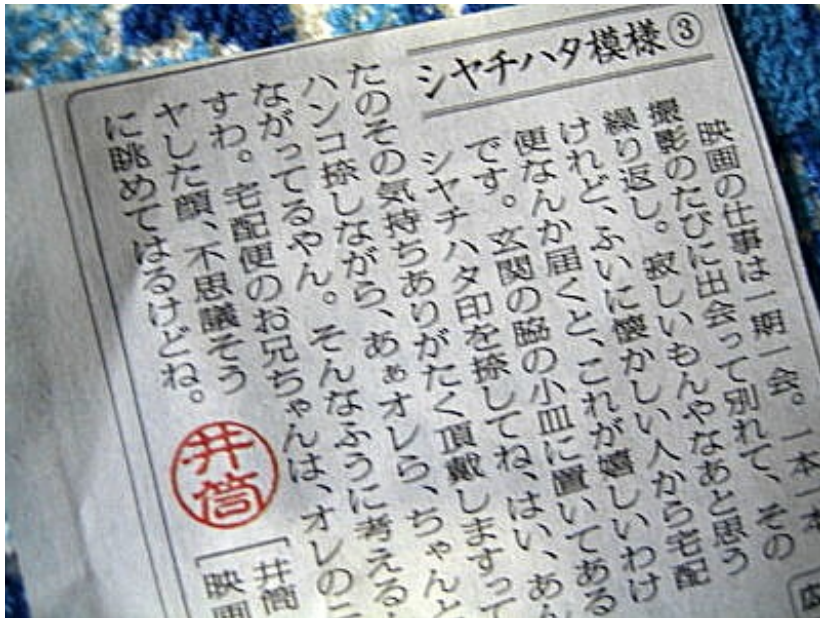 シヤチハタ模様③
映画の仕事は一期一会。一本一本
撮影のたびに出会って別れて、その
繰り返し。寂しいもんやなあと思う
けれど、ふいに懐かしい人から宅配
便なんか届くと、これが嬉しいわけ
です。玄関の脇の小皿に置いてある
シヤチハタ印を捺してね、はい、あん
たのその気持ちありがたく頂戴しますって
ハンコ捺しながら、あぁオレら、ちゃんと
ながってるやん。そんなふうに考える
すわ。宅配便のお兄ちゃんは、オレのニ
ヤした顔、不思議そう
に眺めてはるけどね。
井筒
井筒
映画
広